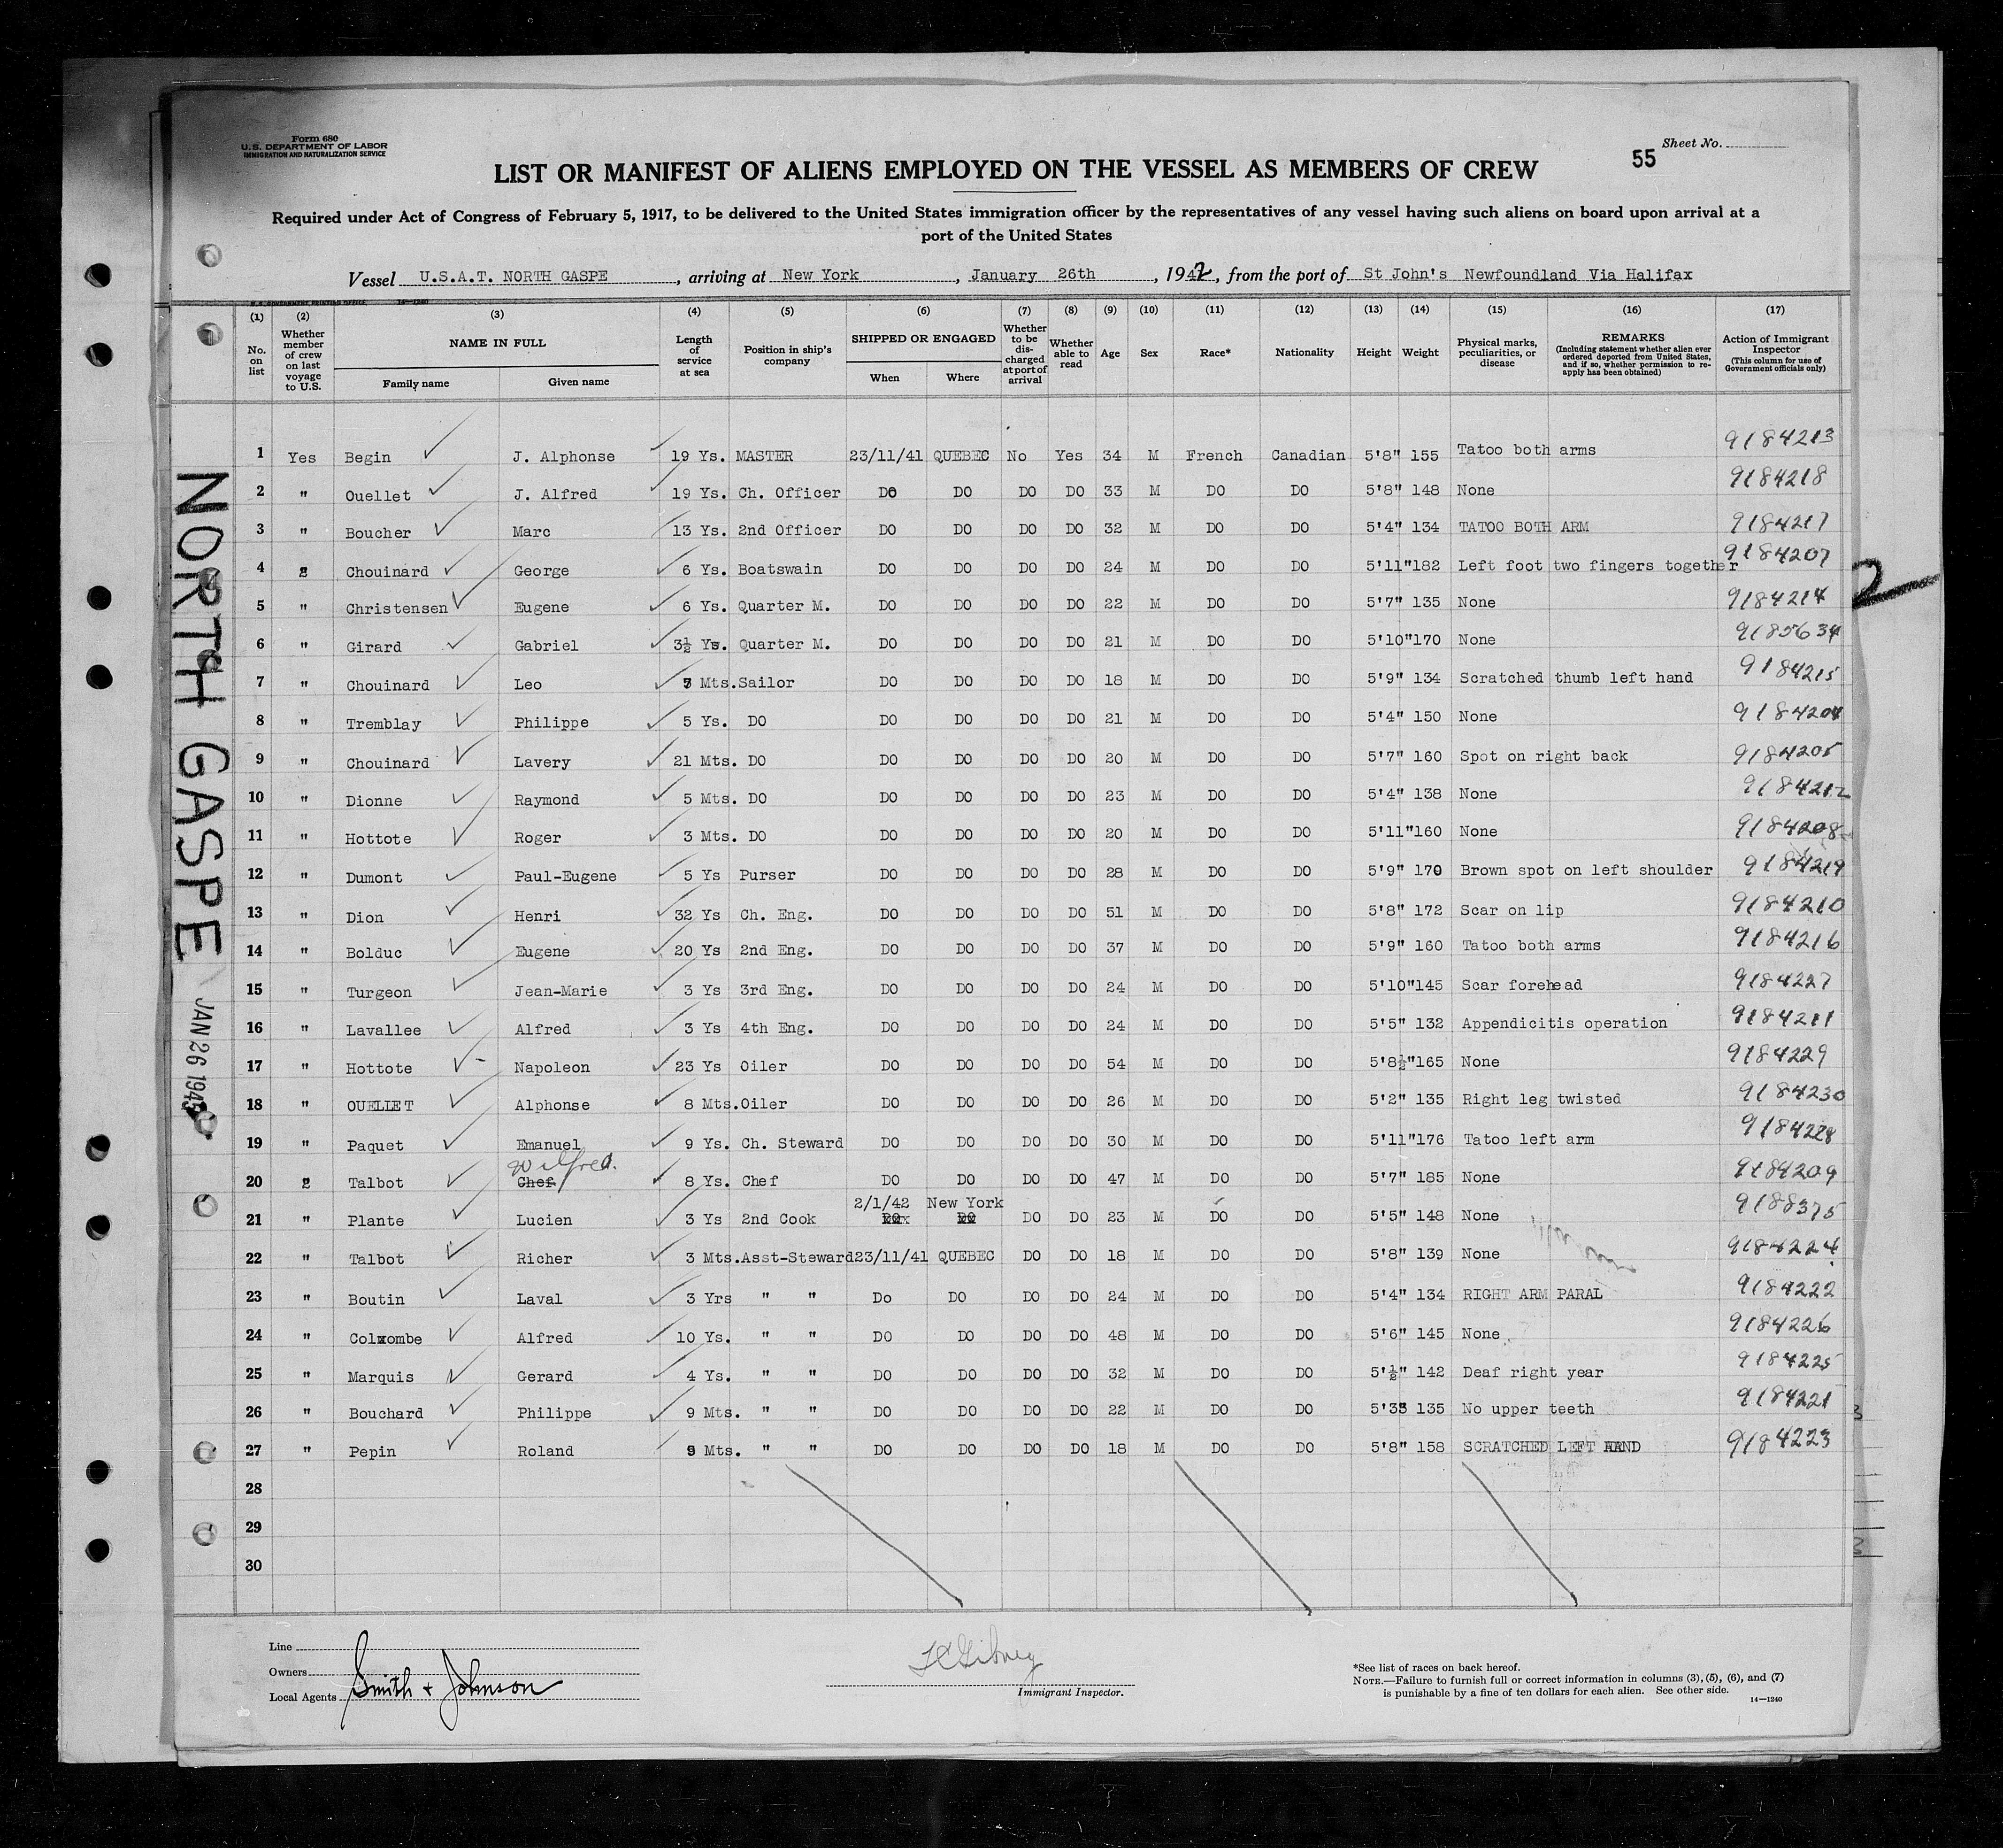 Form 680
U.S. DEPARTMENT OF LABOR
IMMIGRATION AND NATURALIZATION SERVICE
Sheet No.
55
LIST OR MANIFEST OF ALIENS EMPLOYED ON THE VESSEL AS MEMBERS OF CREW
Required under Act of Congress of February 5, 1917, to be delivered to the United States immigration officer by the representatives of any vessel having such aliens on board upon arrival at a
port of the United States
Vessel U.S.A.T. NORTH GASPE, arriving at New York, January 26th, 1942, from the port of St John's Newfoundland Via Halifax
(1) (2) (3) (4) (5) (6) (7) (8) (9) (10) (11) (12) (13) (14) (15) (16) (17)
No. on list
Whether member of crew on last voyage to U.S.
NAME IN FULL
Family name Given name
Length of service at sea
Position in ship's company
SHIPPED OR ENGAGED
When Where
Whether to be discharged at port of arrival
Whether able to read
Age
Sex
Race*
Nationality
Height
Weight
Physical marks, peculiarities, or disease
REMARKS
(Including statement whether alien ever ordered deported from United States, and if so, whether permission to reapply has been obtained)
Action of Immigrant Inspector
(This column for use of Government officials only)
1 Yes Begin J. Alphonse 19 Ys. MASTER 23/11/41 QUEBEC No Yes 34 M French Canadian 5'8" 155 Tatoo both arms 9184213
2 " Ouellet J. Alfred 19 Ys. Ch. Officer DO DO DO DO 33 M DO DO 5'8" 148 None 9184218
3 " Boucher Marc 13 Ys. 2nd Officer DO DO DO DO 32 M DO DO 5'4" 134 TATOO BOTH ARM 9184217
4 " Chouinard George 6 Ys. Boatswain DO DO DO DO 24 M DO DO 5'11" 182 Left foot two fingers together 9184207
5 " Christensen Eugene 6 Ys. Quarter M. DO DO DO DO 22 M DO DO 5'7" 135 None 9184214
6 " Girard Gabriel 3½ Ys. Quarter M. DO DO DO DO 21 M DO DO 5'10" 170 None 9185634
7 " Chouinard Leo Mts. Sailor DO DO DO DO 18 M DO DO 5'9" 134 Scratched thumb left hand 9184215
8 " Tremblay Philippe 5 Ys. DO DO DO DO DO 21 M DO DO 5'4" 150 None 9184204
9 " Chouinard Lavery 21 Mts. DO DO DO DO DO 20 M DO DO 5'7" 160 Spot on right back 9184205
10 " Dionne Raymond 5 Mts. DO DO DO DO DO 23 M DO DO 5'4" 138 None 9184212
11 " Hottote Roger 3 Mts. DO DO DO DO DO 20 M DO DO 5'11" 160 None 9184208
12 " Dumont Paul-Eugene 5 Ys Purser DO DO DO DO 28 M DO DO 5'9" 170 Brown spot on left shoulder 9184219
13 " Dion Henri 32 Ys Ch. Eng. DO DO DO DO 51 M DO DO 5'8" 172 Scar on lip 9184210
14 " Bolduc Eugene 20 Ys 2nd Eng. DO DO DO DO 37 M DO DO 5'9" 160 Tatoo both arms 9184216
15 " Turgeon Jean-Marie 3 Ys 3rd Eng. DO DO DO DO 24 M DO DO 5'10" 145 Scar forehead 9184227
16 " Lavallee Alfred 3 Ys 4th Eng. DO DO DO DO 24 M DO DO 5'5" 132 Appendicitis operation 9184211
17 " Hottote Napoleon 23 Ys Oiler DO DO DO DO 54 M DO DO 5'8½" 165 None 9184229
18 " OUELLET Alphonse 8 Mts. Oiler DO DO DO DO 26 M DO DO 5'2" 135 Right leg twisted 9184230
19 " Paquet Emanuel 9 Ys. Ch. Steward DO DO DO DO 30 M DO DO 5'11" 176 Tatoo left arm 9184228
20 " Talbot Chef Wilfred. 8 Ys. Chef DO DO DO DO 47 M DO DO 5'7" 185 None 9184209
21 " Plante Lucien 3 Ys 2nd Cook 2/1/42 New York DO DO 23 M DO DO 5'5" 148 None 9188375
22 " Talbot Richer 3 Mts. Asst-Steward 23/11/41 QUEBEC DO DO 18 M DO DO 5'8" 139 None 9184224
23 " Boutin Laval 3 Yrs " " Do DO DO DO 24 M DO DO 5'4" 134 RIGHT ARM PARAL 9184222
24 " Colxombe Alfred 10 Ys. " " DO DO DO DO 48 M DO DO 5'6" 145 None 9184226
25 " Marquis Gerard 4 Ys. " " DO DO DO DO 32 M DO DO 5'½" 142 Deaf right year 9184225
26 " Bouchard Philippe 9 Mts. " " DO DO DO DO 22 M DO DO 5'3" 135 No upper teeth 9184221
27 " Pepin Roland 9 Mts. " " DO DO DO DO 18 M DO DO 5'8" 158 SCRATCHED LEFT HAND 9184223
28
29
30
NORTH GASPE
JAN 26 1943
2
Line
Owners
Local Agents Smith + Johnson
Immigrant Inspector.
*See list of races on back hereof.
NOTE.—Failure to furnish full or correct information in columns (3), (5), (6), and (7)
is punishable by a fine of ten dollars for each alien. See other side.
14—1240